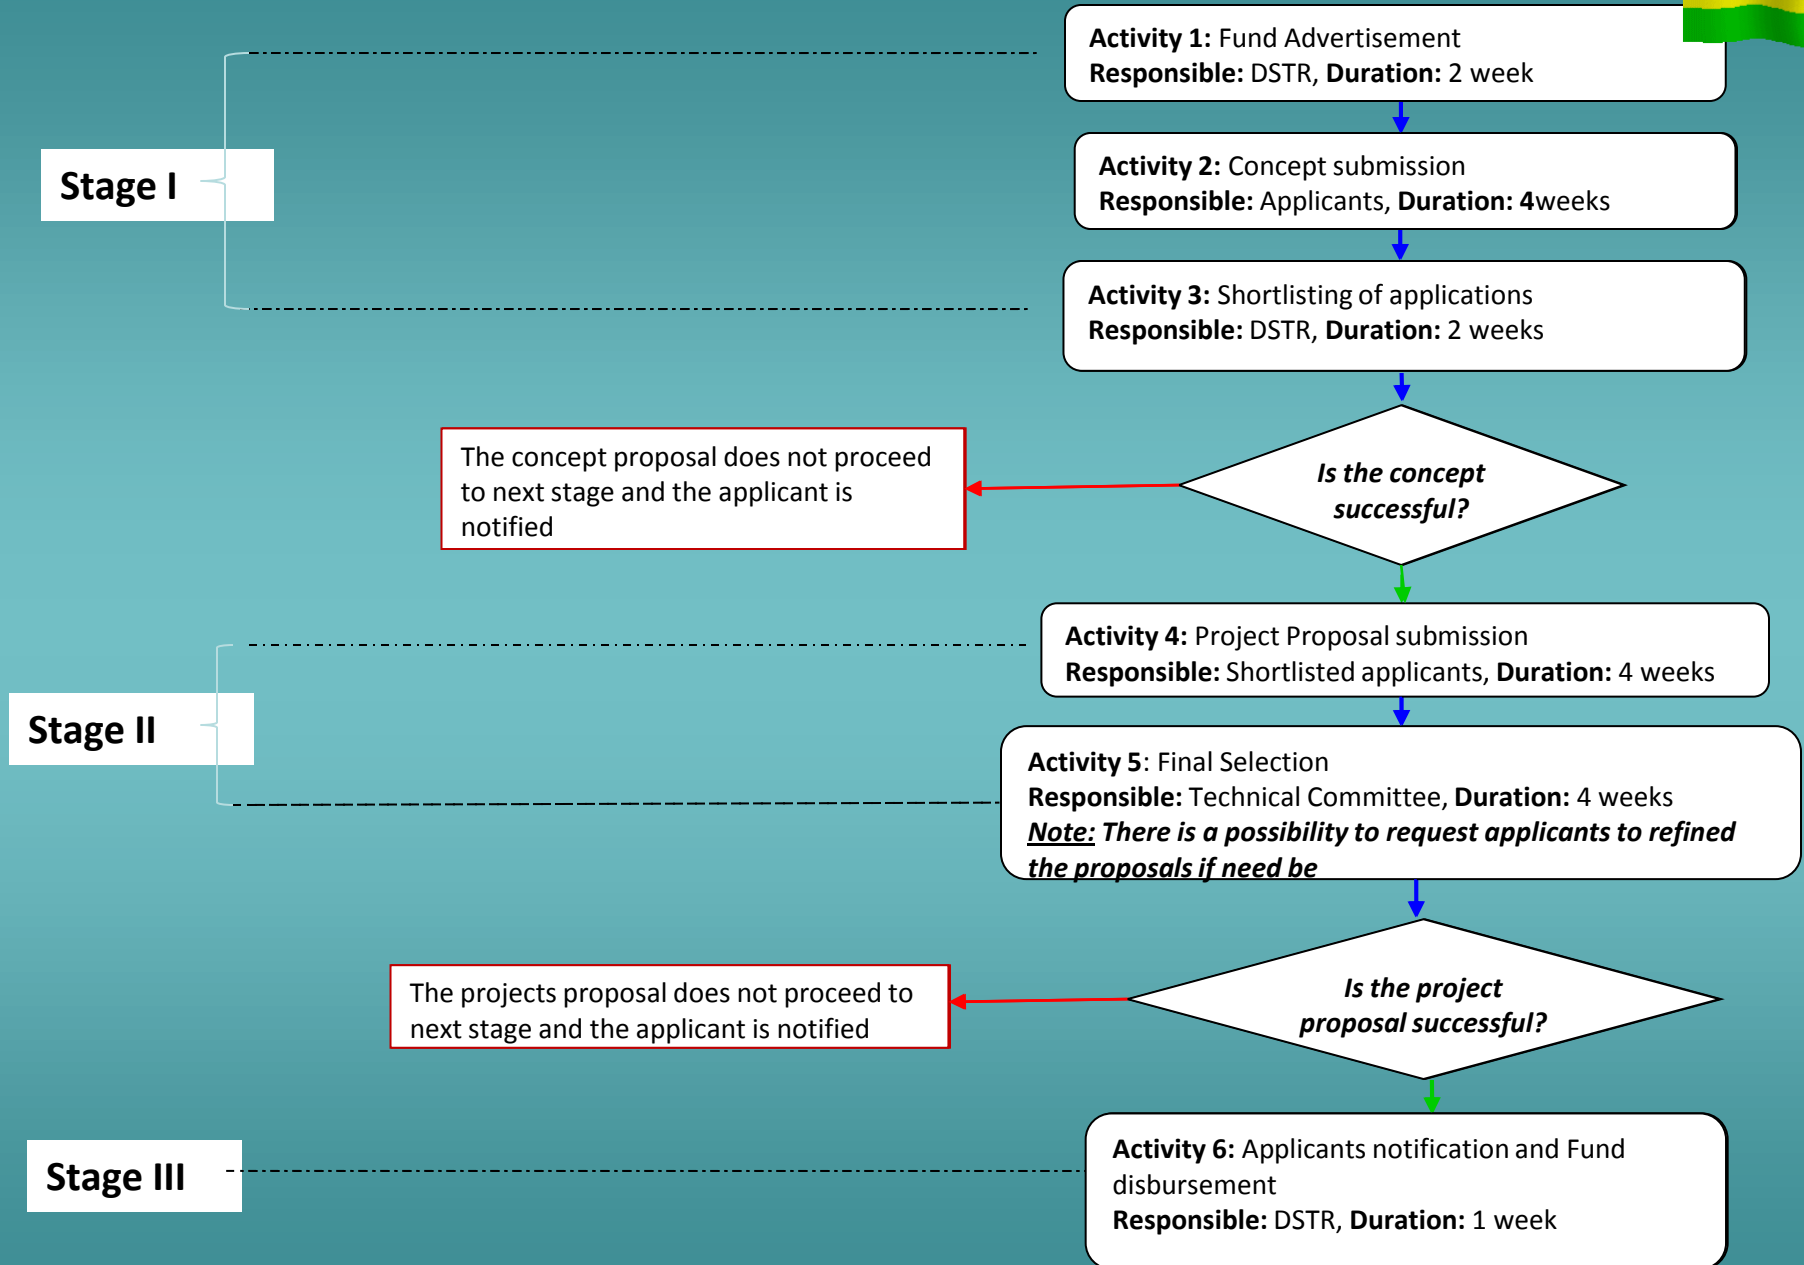 Activity 1: Fund Advertisement
Responsible: DSTR, Duration: 2 week
Stage I
Activity 2: Concept submission
Responsible: Applicants, Duration: 4weeks
Activity 3: Shortlisting of applications
Responsible: DSTR, Duration: 2 weeks
The concept proposal does not proceed
to next stage and the applicant is
notified
Is the concept
successful?
Activity 4: Project Proposal submission
Responsible: Shortlisted applicants, Duration: 4 weeks
Stage II
Activity 5: Final Selection
Responsible: Technical Committee, Duration: 4 weeks
Note: There is a possibility to request applicants to refined
the proposals if need be
The projects proposal does not proceed to
next stage and the applicant is notified
Is the project
proposal successful?
Stage III
Activity 6: Applicants notification and Fund
disbursement
Responsible: DSTR, Duration: 1 week